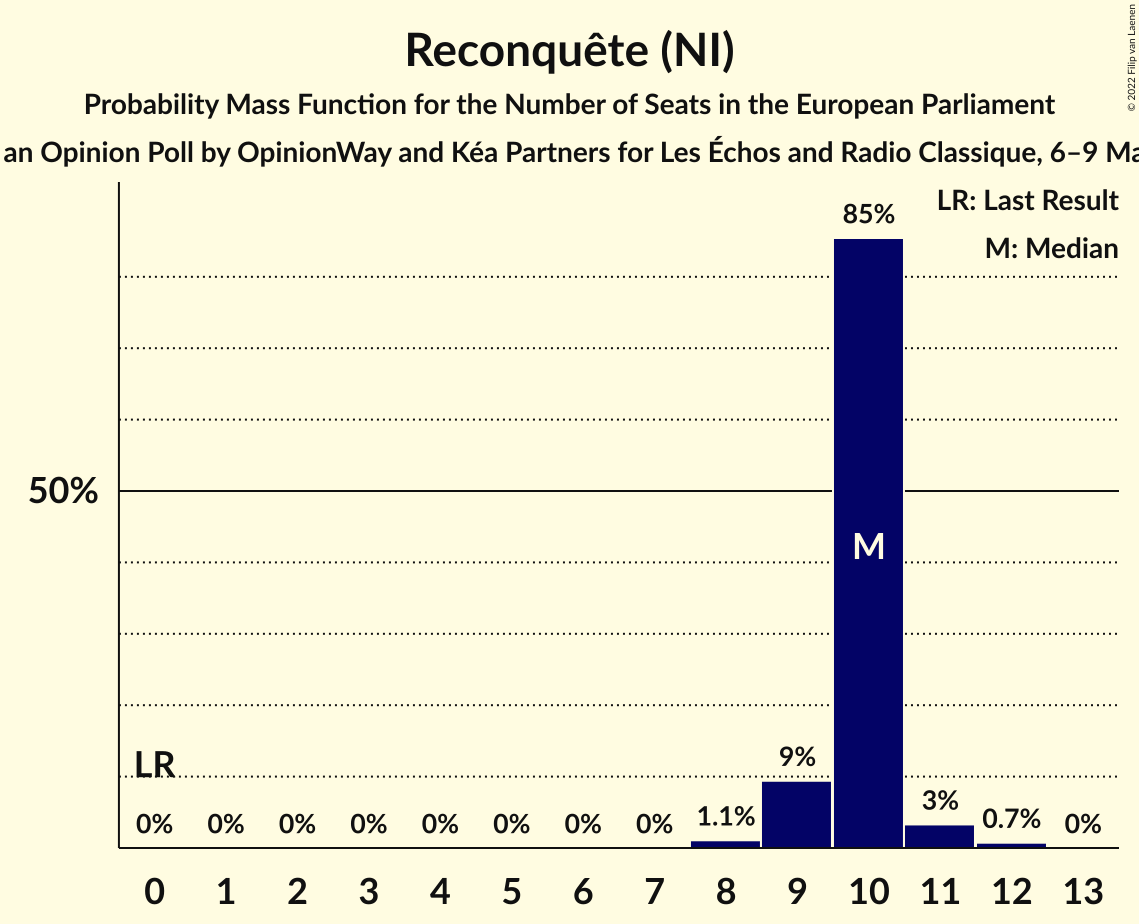 Reconquête (NI)
Probability Mass Function for the Number of Seats in the European Parliament
an Opinion Poll by OpinionWay and Kéa Partners for Les Échos and Radio Classique, 6–9 Ma
© 2022 Filip van Laenen
LR: Last Result
M: Median
85%
50%
M
LR
0% 0% 0% 0% 0% 0% 0% 0% 1.1% 9% 3% 0.7% 0%
0 1 2 3 4 5 6 7 8 9 10 11 12 13